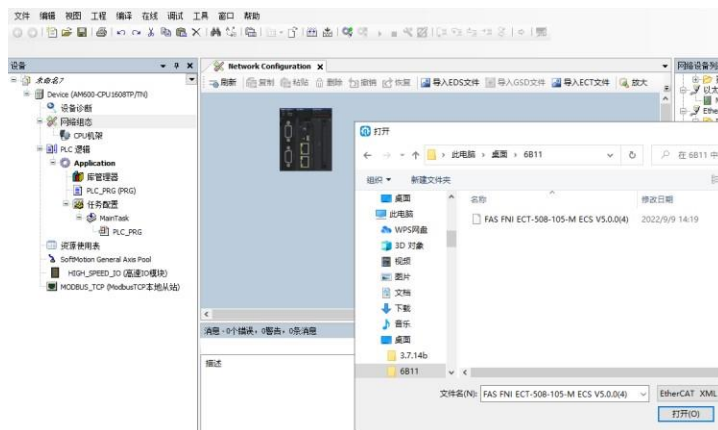 文件 编辑 视图 工程 编译 在线 调试 工具 窗口 帮助
设备
未命名7
Device (AM600-CPU1608TP/TN)
设备诊断
网络组态
CPU机架
PLC 逻辑
Application
库管理器
PLC_PRG (PRG)
任务配置
MainTask
PLC_PRG
资源使用表
SoftMotion General Axis Pool
HIGH_SPEED_IO (高速IO模块)
MODBUS_TCP (ModbusTCP本地从站)
Network Configuration
刷新 复制 粘贴 删除 撤销 恢复 导入EDS文件 导入GSD文件 导入ECT文件 放大
消息 - 0个错误, 0警告, 0条消息
描述
网络设备列
以太
Ethe
打开
此电脑 › 桌面 › 6B11
在 6B11 中
组织 新建文件夹
桌面
此电脑
WPS网盘
3D 对象
视频
图片
文档
下载
音乐
桌面
3.7.14b
6B11
名称 修改日期
FAS FNI ECT-508-105-M ECS V5.0.0(4) 2022/9/9 14:19
文件名(N): FAS FNI ECT-508-105-M ECS V5.0.0(4) EtherCAT XML
打开(O)